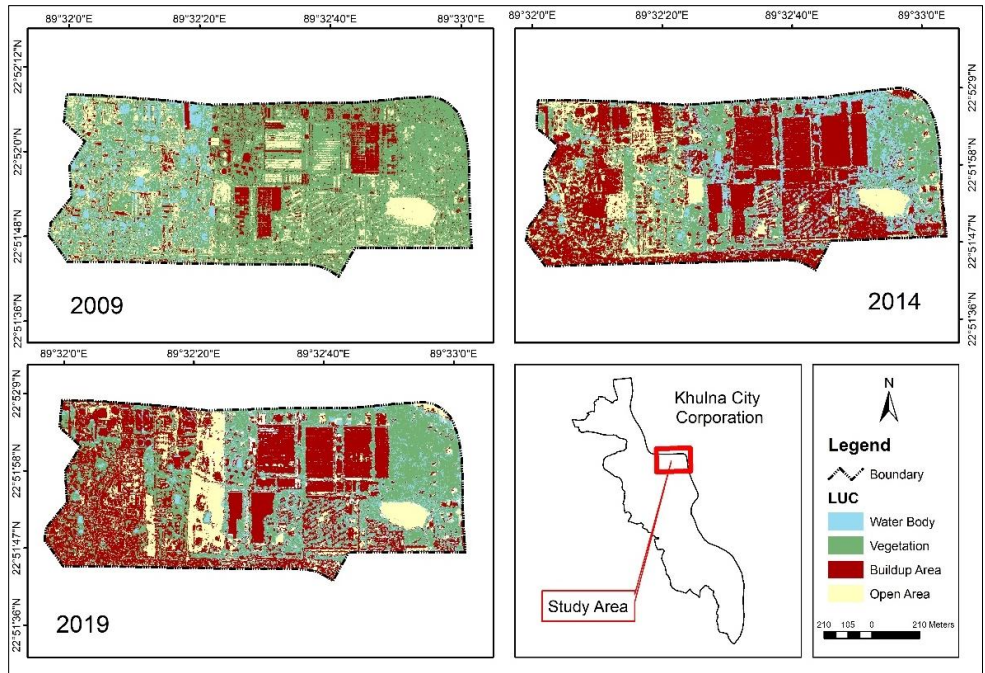 89°32'0"E 89°32'20"E 89°32'40"E 89°33'0"E
22°52'12"N
22°52'0"N
22°51'48"N
22°51'36"N
2009
89°32'0"E 89°32'20"E 89°32'40"E 89°33'0"E
22°52'9"N
22°51'58"N
22°51'47"N
22°51'36"N
2014
89°32'0"E 89°32'20"E 89°32'40"E 89°33'0"E
22°52'9"N
22°51'58"N
22°51'47"N
22°51'36"N
2019
Khulna City
Corporation
Study Area
N
Legend
Boundary
LUC
Water Body
Vegetation
Buildup Area
Open Area
210 105 0 210 Meters